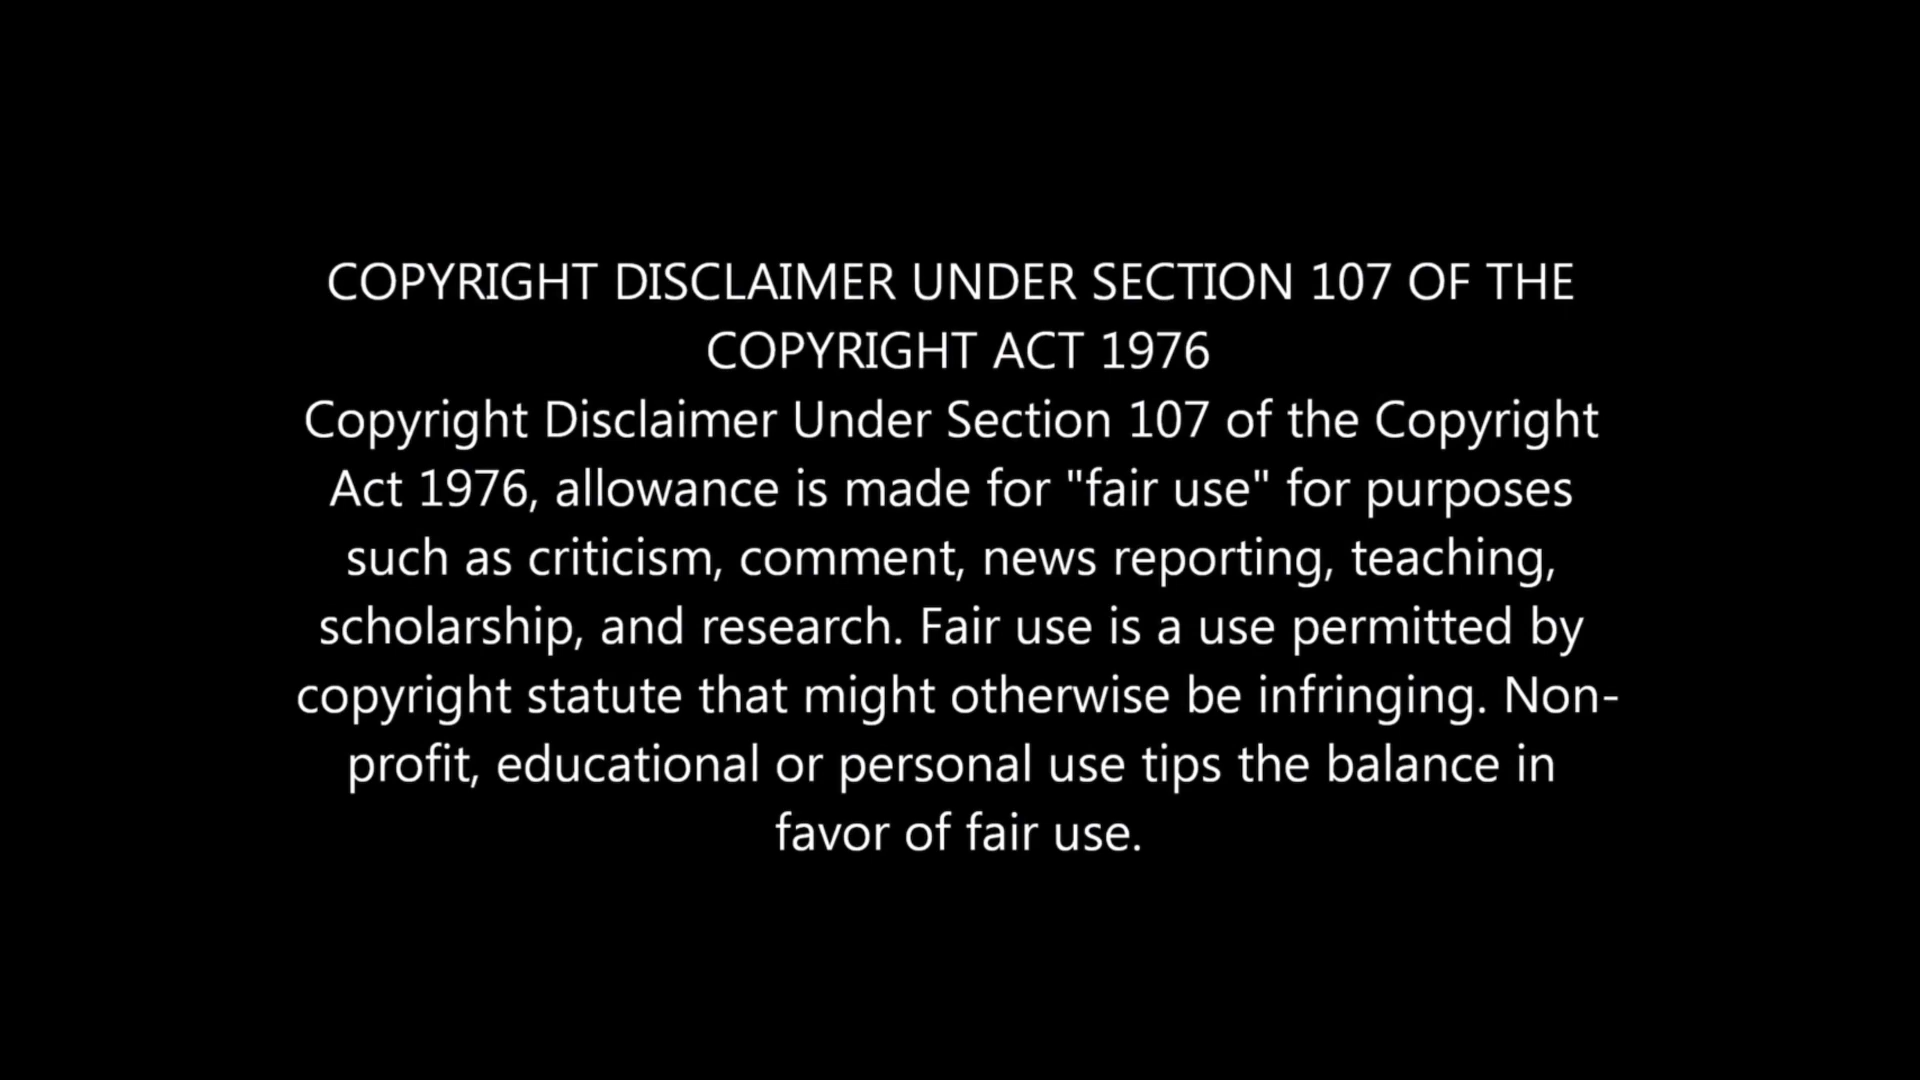 COPYRIGHT DISCLAIMER UNDER SECTION 107 OF THE
COPYRIGHT ACT 1976
Copyright Disclaimer Under Section 107 of the Copyright
Act 1976, allowance is made for "fair use" for purposes
such as criticism, comment, news reporting, teaching,
scholarship, and research. Fair use is a use permitted by
copyright statute that might otherwise be infringing. Non-
profit, educational or personal use tips the balance in
favor of fair use.